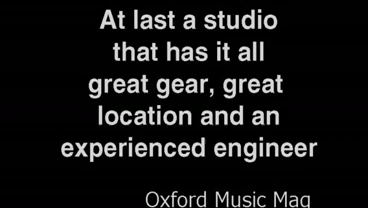 At last a studio
that has it all
great gear, great
location and an
experienced engineer
Oxford Music Mag